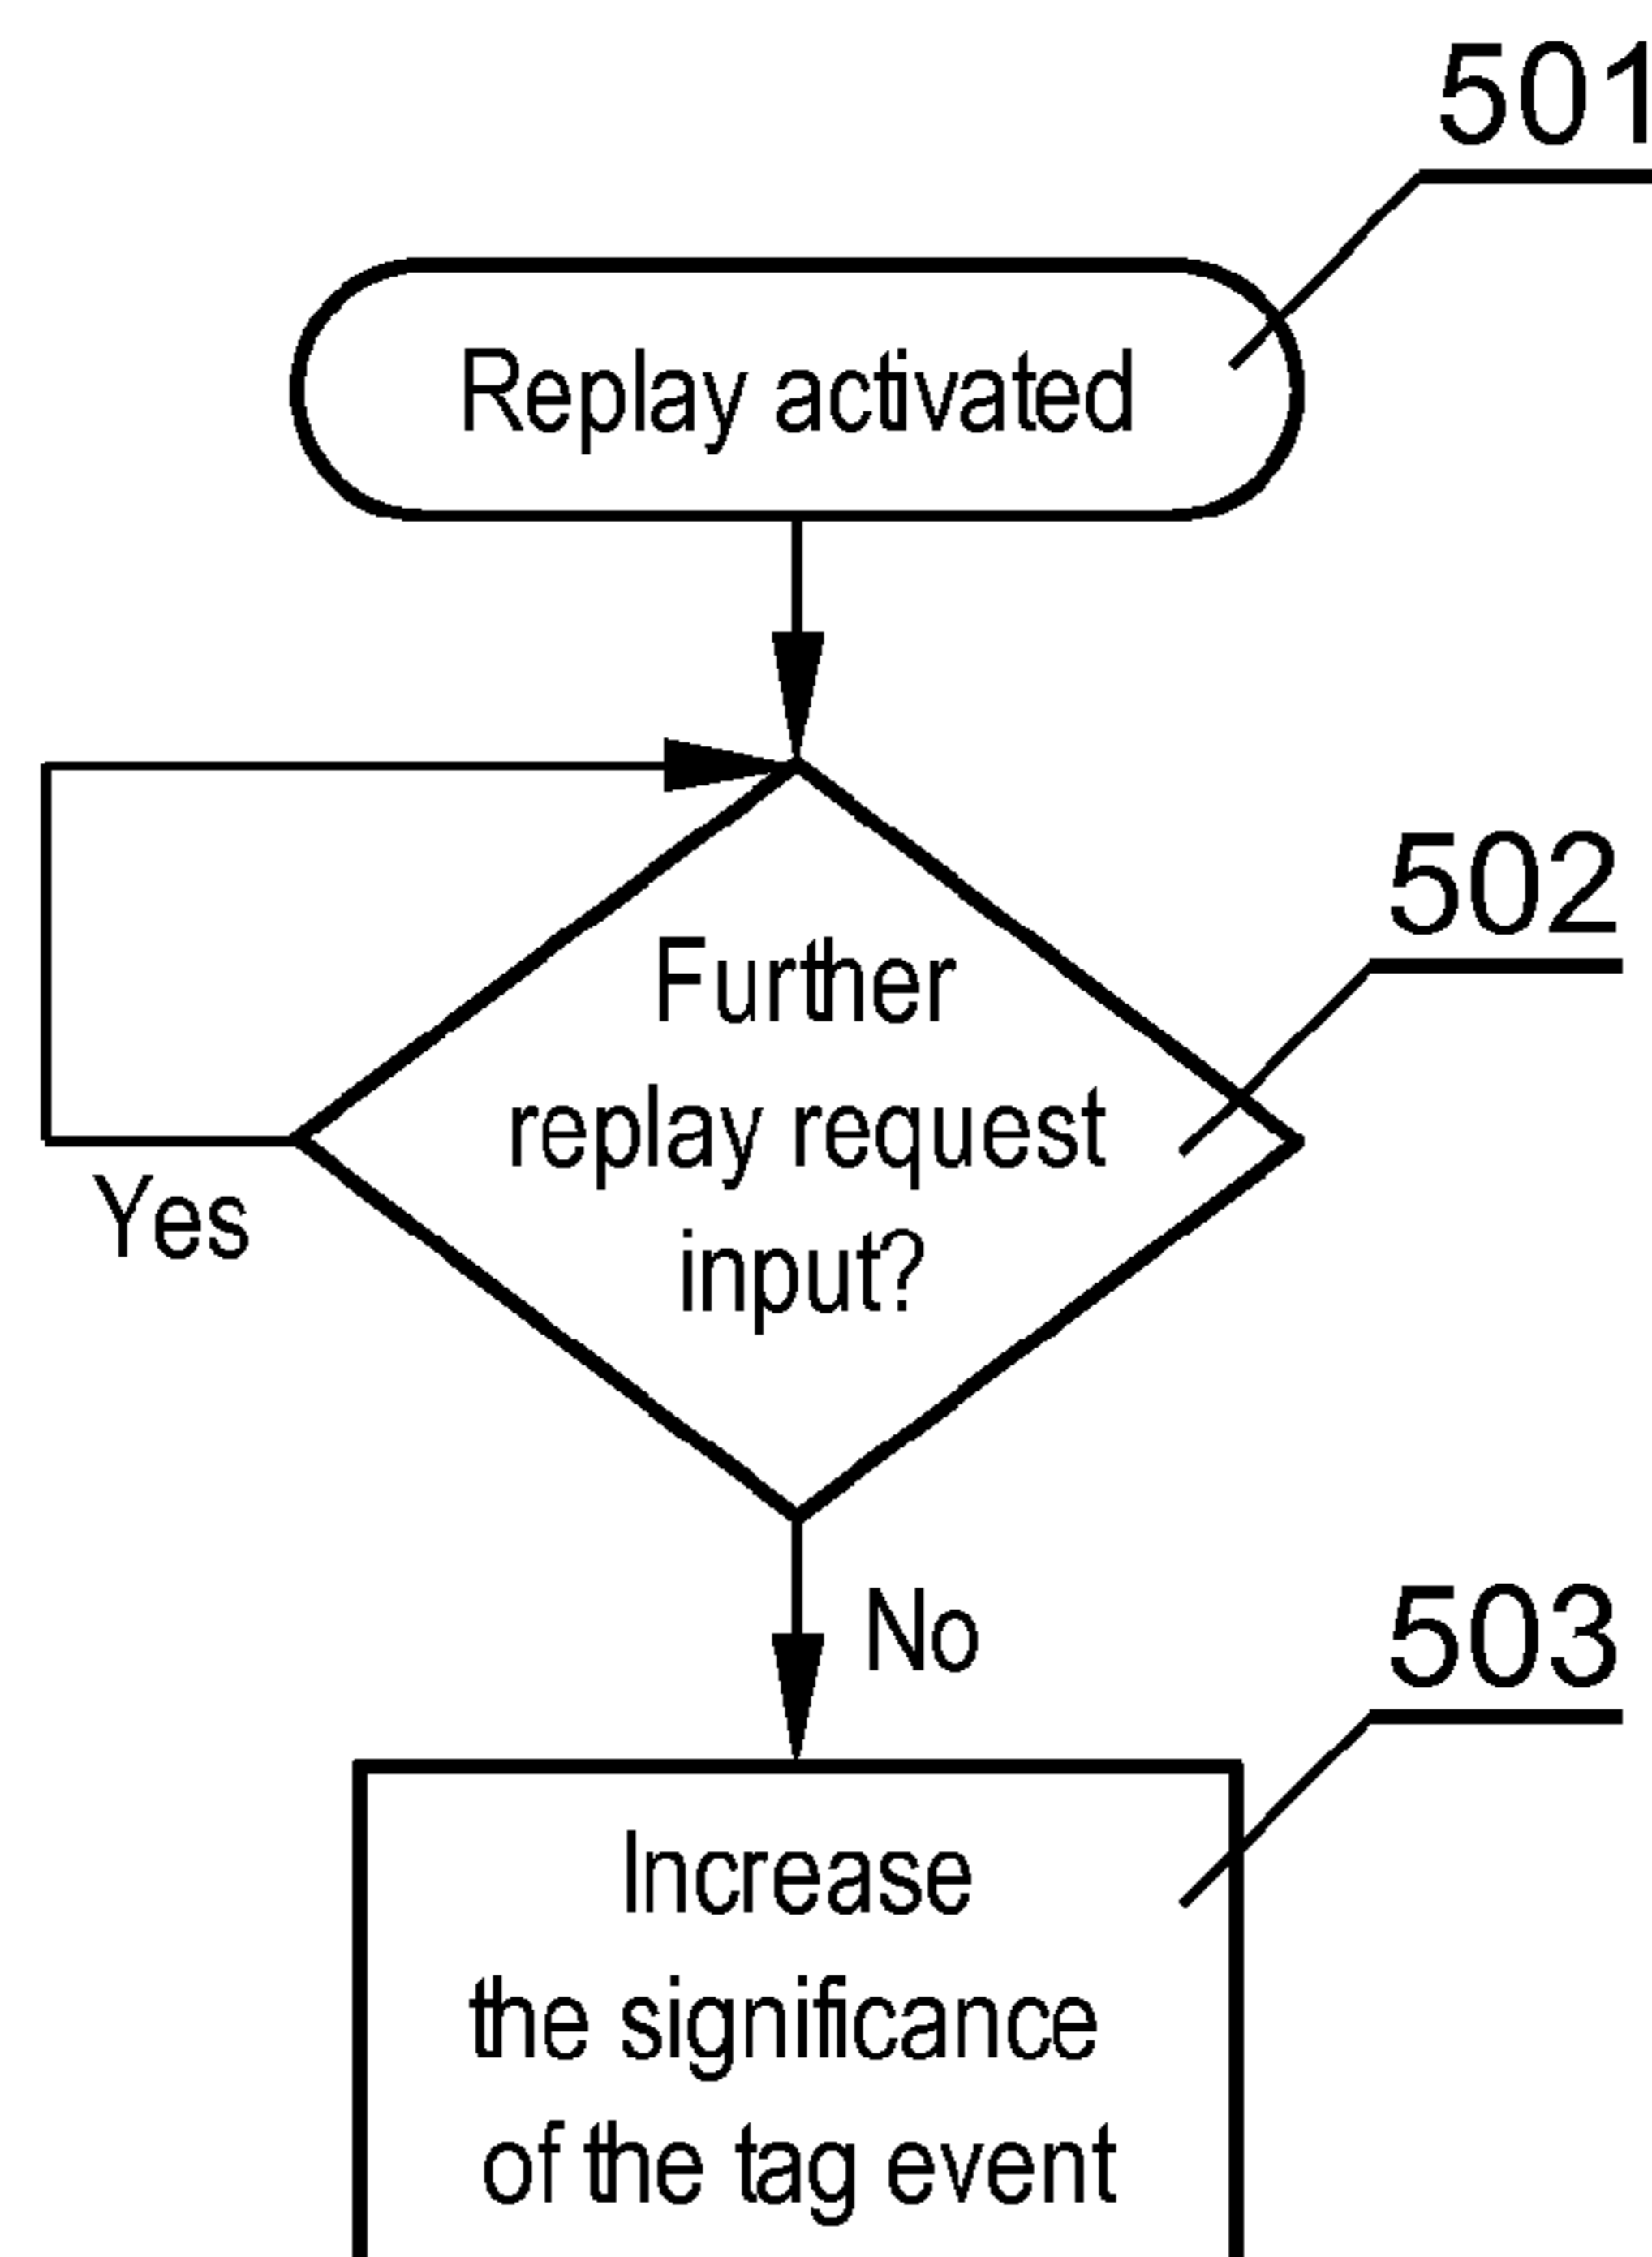 501
Replay activated
502
Further
replay request
input?
Yes
No
503
Increase
the significance
of the tag event